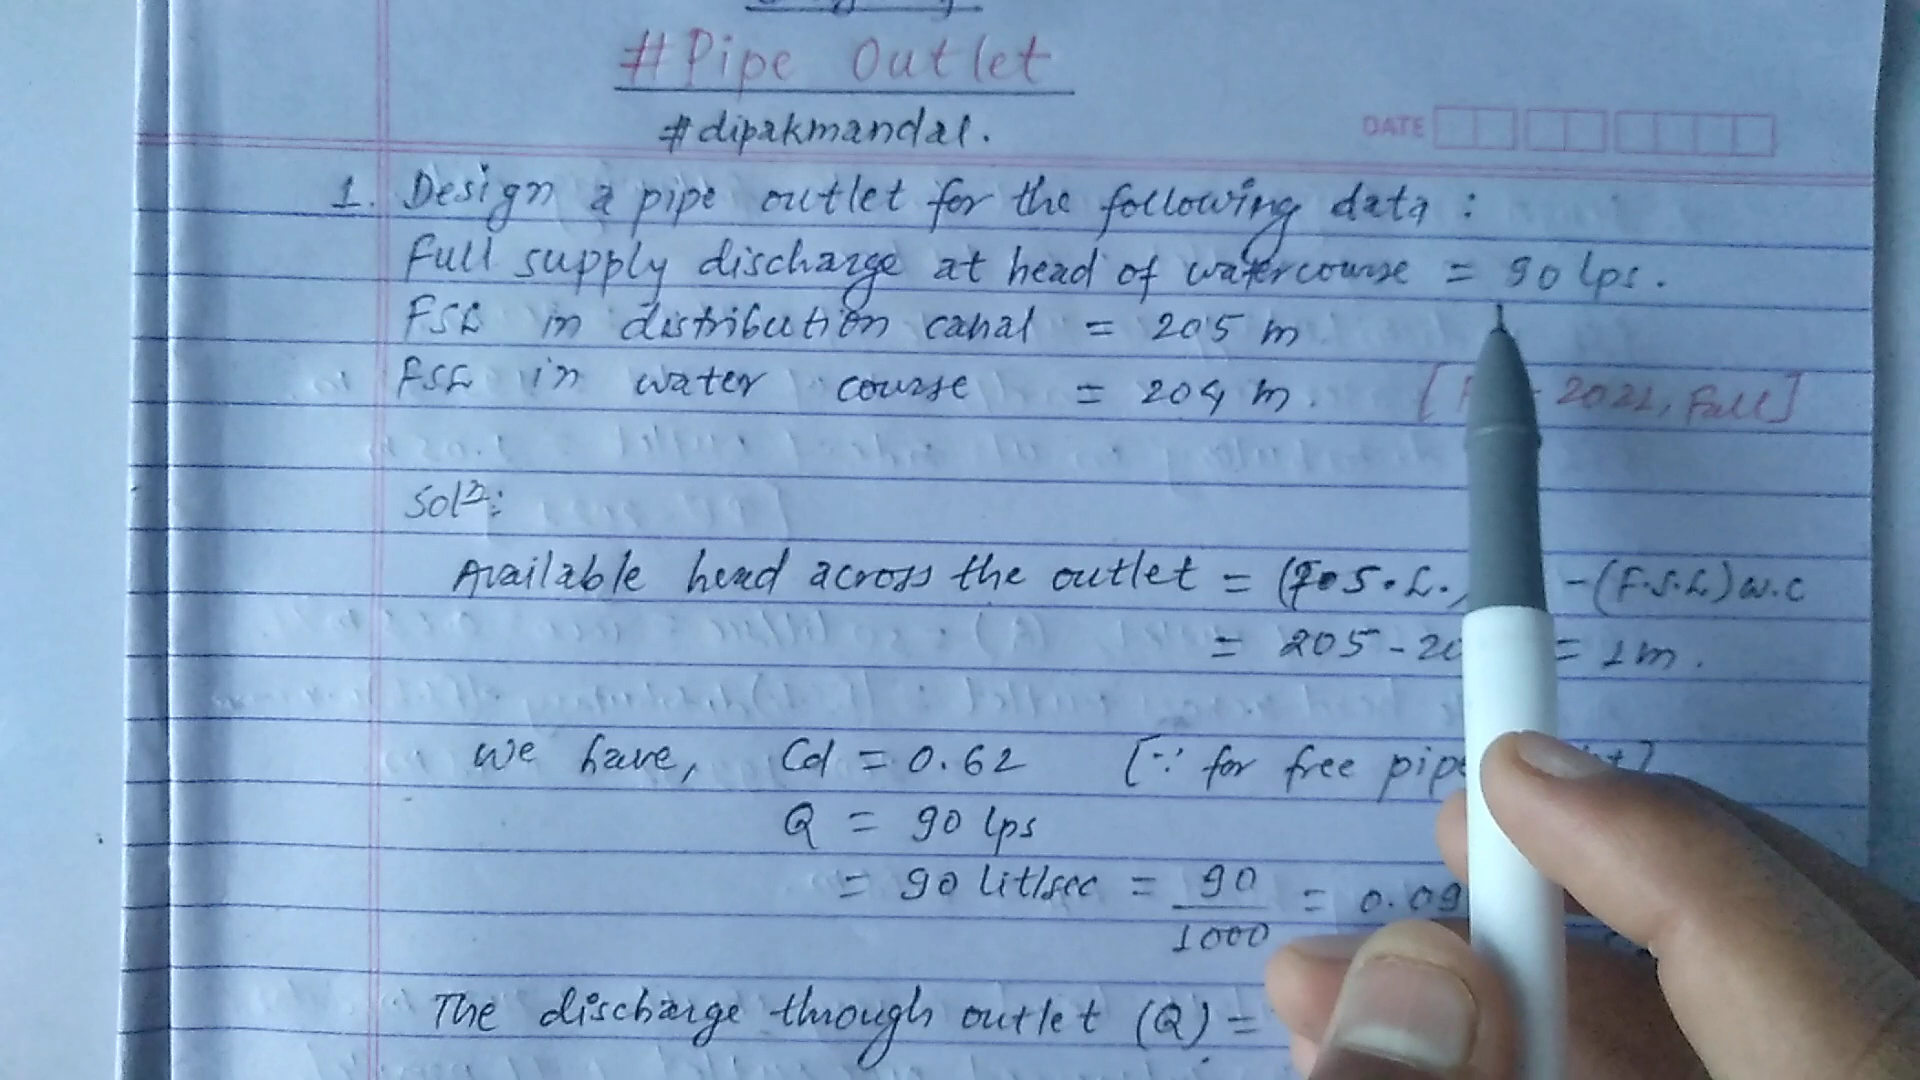 #Pipe Outlet
#dipakmandal.
DATE
1. Design a pipe outlet for the following data:
Full supply discharge at head of watercourse = 90 lps.
FSL in distribution canal = 205 m
FSL in water course = 204 m. [ 2021, Fall]
Solⁿ:
Available head across the outlet = (F.S.L. -(F.S.L)w.c
= 205 - = 1m.
We have, Cd = 0.62 [∵ for free
Q = 90 lps
= 90 lit/sec = 90/1000 = 0.09
The discharge through outlet (Q) =